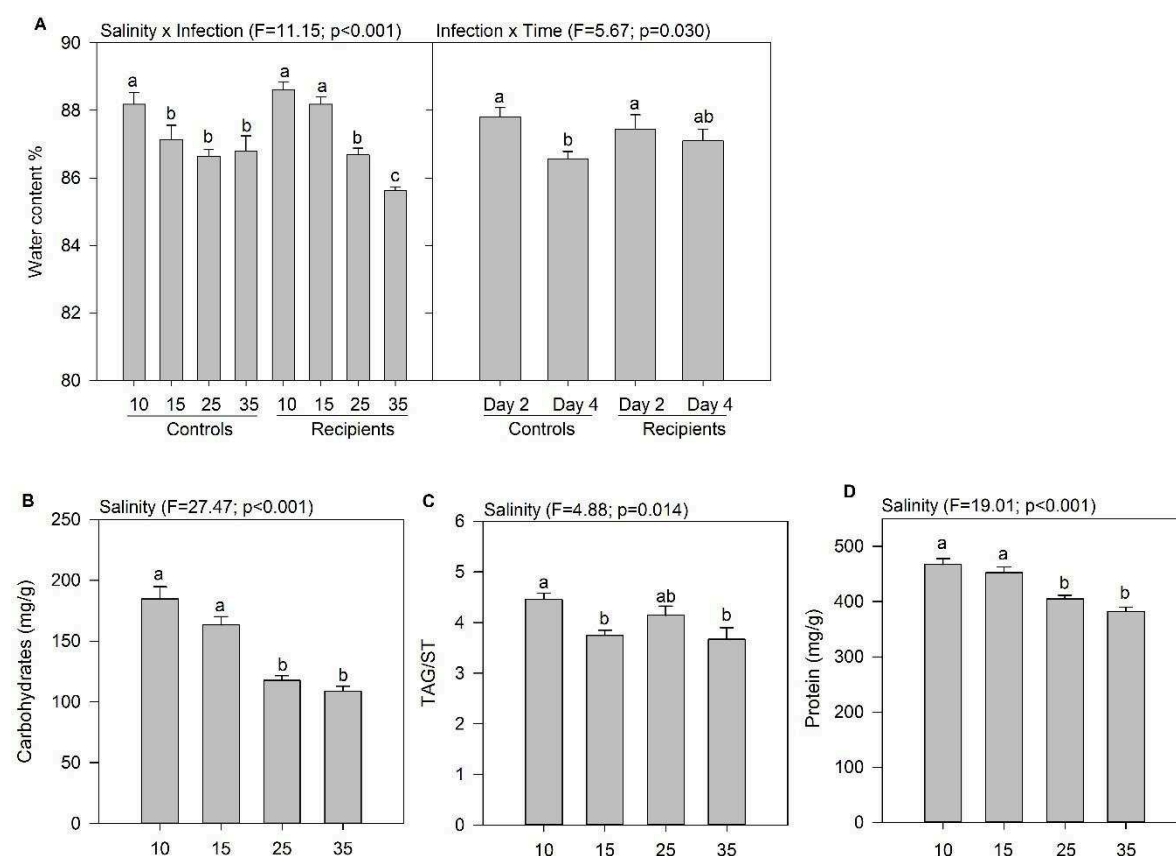 A
Salinity x Infection (F=11.15; p<0.001)
Infection x Time (F=5.67; p=0.030)
Water content %
90
88
86
84
82
80
a
b
b
b
a
a
b
c
a
b
a
ab
10 15 25 35 10 15 25 35
Controls Recipients
Day 2 Day 4 Day 2 Day 4
Controls Recipients
B
Salinity (F=27.47; p<0.001)
Carbohydrates (mg/g)
250
200
150
100
50
0
a
a
b
b
10 15 25 35
C
Salinity (F=4.88; p=0.014)
TAG/ST
6
5
4
3
2
1
0
a
b
ab
b
10 15 25 35
D
Salinity (F=19.01; p<0.001)
Protein (mg/g)
500
400
300
200
100
0
a
a
b
b
10 15 25 35